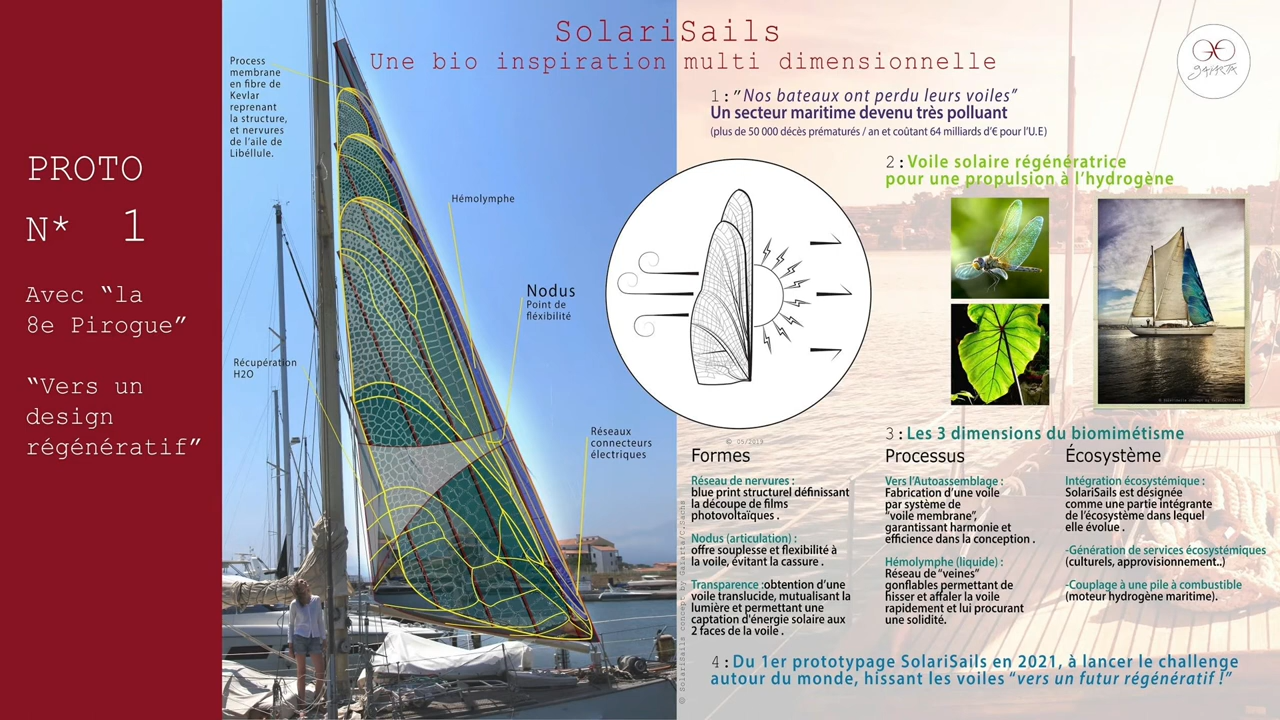 SolariSails
Une bio inspiration multi dimensionnelle
PROTO
N* 1
Avec “la
8e Pirogue”
“Vers un
design
régénératif”
Process
membrane
en fibre de
Kevlar
reprenant
la structure,
et nervures
de l'aile de
Libéllule.
Hémolymphe
Nodus
Point de
fléxibilité
Récupération
H2O
Réseaux
connecteurs
électriques
GAIARTA
1:”Nos bateaux ont perdu leurs voiles”
Un secteur maritime devenu très polluant
(plus de 50 000 décès prématurés / an et coûtant 64 milliards d'€ pour l'U.E)
2:Voile solaire régénératrice
pour une propulsion à l'hydrogène
© 05/2019
© SolariSails concept by Gaiarta/C.Sachs
3:Les 3 dimensions du biomimétisme
Formes
Réseau de nervures :
blue print structurel définissant
la découpe de films
photovoltaïques .
Nodus (articulation) :
offre souplesse et flexibilité à
la voile, évitant la cassure .
Transparence :obtention d'une
voile translucide, mutualisant la
lumière et permettant une
captation d'énergie solaire aux
2 faces de la voile .
Processus
Vers l'Autoassemblage :
Fabrication d'une voile
par système de
“voile membrane”,
garantissant harmonie et
efficience dans la conception .
Hémolymphe (liquide) :
Réseau de “veines”
gonflables permettant de
hisser et affaler la voile
rapidement et lui procurant
une solidité.
Écosystème
Intégration écosystémique :
SolariSails est désignée
comme une partie intégrante
de l'écosystème dans lequel
elle évolue .
-Génération de services écosystémiques
(culturels, approvisionnement..)
-Couplage à une pile à combustible
(moteur hydrogène maritime).
4:Du 1er prototypage SolariSails en 2021, à lancer le challenge
autour du monde, hissant les voiles “vers un futur régénératif !”